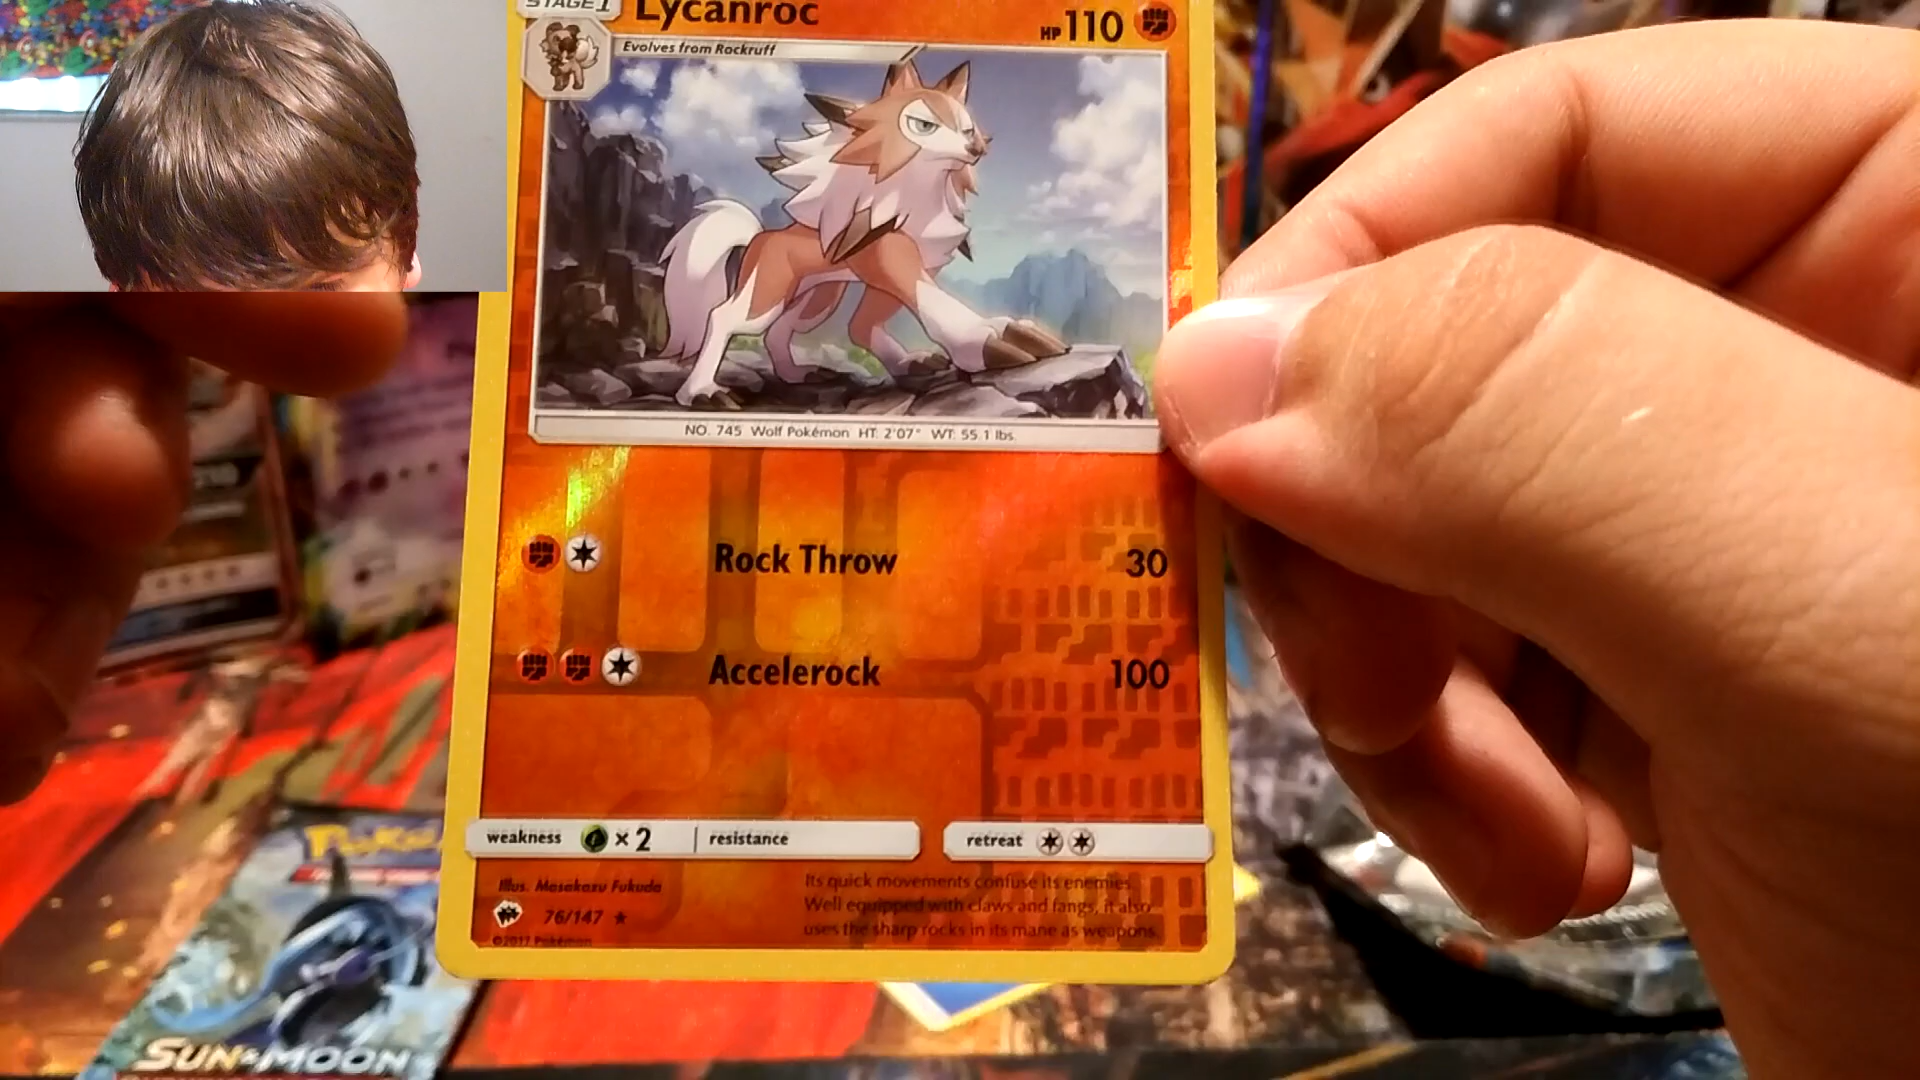 STAGE 1
Lycanroc
HP 110
Evolves from Rockruff
NO. 745 Wolf Pokémon HT: 2'07" WT: 55.1 lbs.
Rock Throw 30
Accelerock 100
weakness ×2 resistance retreat
Illus. Masakazu Fukuda
76/147 ★
©2017 Pokémon
Its quick movements confuse its enemies.
Well equipped with claws and fangs, it also
uses the sharp rocks in its mane as weapons.
210
SUN & MOON